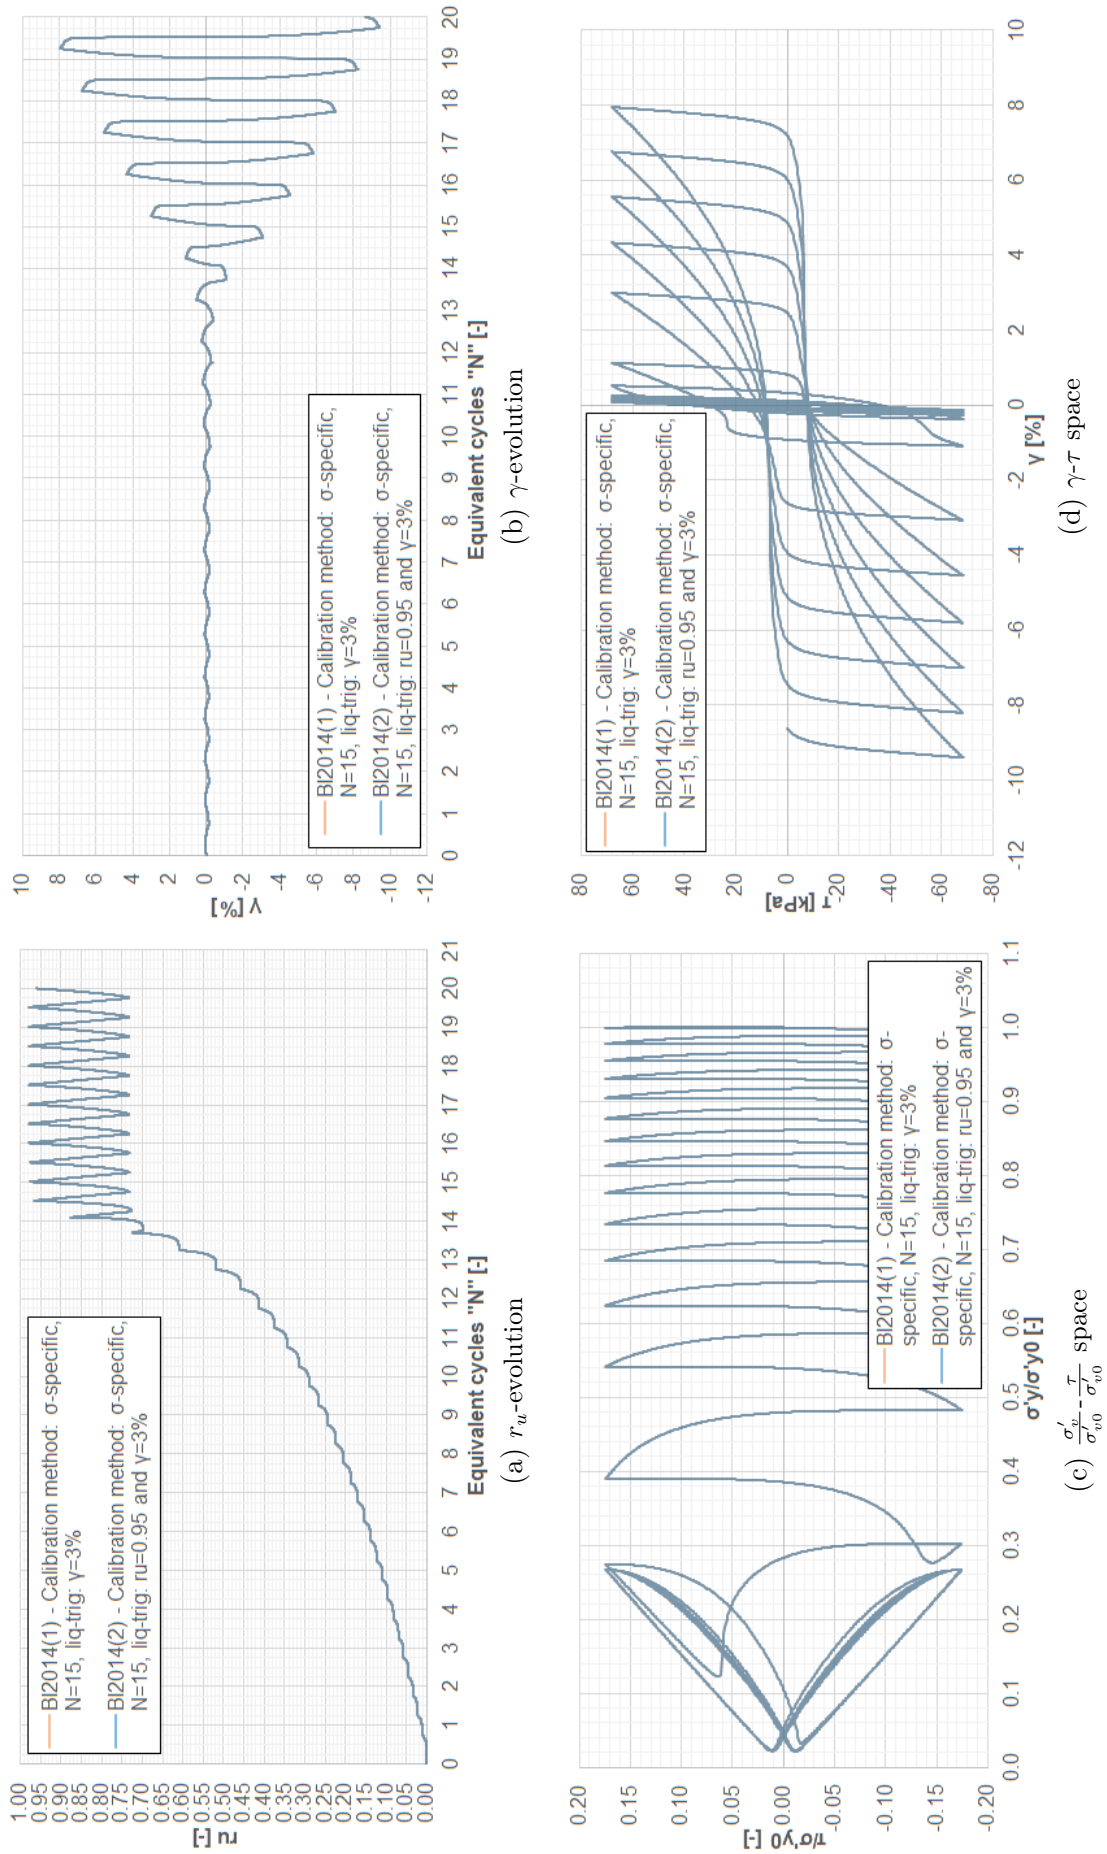 1.00
0.95
0.90
0.85
0.80
0.75
0.70
0.65
0.60
0.55
0.50
0.45
0.40
0.35
0.30
0.25
0.20
0.15
0.10
0.05
0.00
ru [-]
BI2014(1) - Calibration method: σ-specific,
N=15, liq-trig: γ=3%
BI2014(2) - Calibration method: σ-specific,
N=15, liq-trig: ru=0.95 and γ=3%
0 1 2 3 4 5 6 7 8 9 10 11 12 13 14 15 16 17 18 19 20 21
Equivalent cycles "N" [-]
(a) r_u-evolution
10
8
6
4
2
0
-2
-4
-6
-8
-10
-12
γ [%]
BI2014(1) - Calibration method: σ-specific,
N=15, liq-trig: γ=3%
BI2014(2) - Calibration method: σ-specific,
N=15, liq-trig: ru=0.95 and γ=3%
0 1 2 3 4 5 6 7 8 9 10 11 12 13 14 15 16 17 18 19 20
Equivalent cycles "N" [-]
(b) γ-evolution
0.20
0.15
0.10
0.05
0.00
-0.05
-0.10
-0.15
-0.20
τ/σ'y0 [-]
BI2014(1) - Calibration method: σ-
specific, N=15, liq-trig: γ=3%
BI2014(2) - Calibration method: σ-
specific, N=15, liq-trig: ru=0.95 and γ=3%
0.0 0.1 0.2 0.3 0.4 0.5 0.6 0.7 0.8 0.9 1.0 1.1
σ'y/σ'y0 [-]
(c) σ'_v/σ'_v0 - τ/σ'_v0 space
80
60
40
20
0
-20
-40
-60
-80
τ [kPa]
BI2014(1) - Calibration method: σ-specific,
N=15, liq-trig: γ=3%
BI2014(2) - Calibration method: σ-specific,
N=15, liq-trig: ru=0.95 and γ=3%
-12 -10 -8 -6 -4 -2 0 2 4 6 8 10
γ [%]
(d) γ-τ space